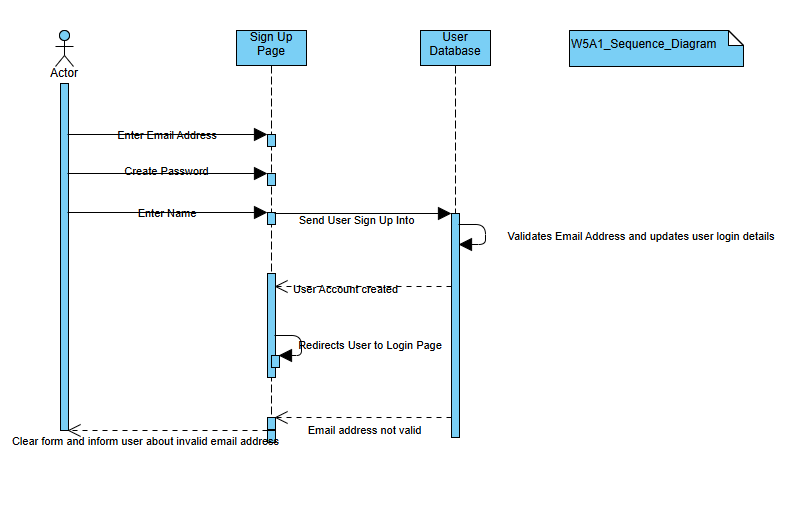 Sign Up
Page
User
Database
W5A1_Sequence_Diagram
Actor
Enter Email Address
Create Password
Enter Name
Send User Sign Up Into
Validates Email Address and updates user login details
User Account created
Redirects User to Login Page
Email address not valid
Clear form and inform user about invalid email address